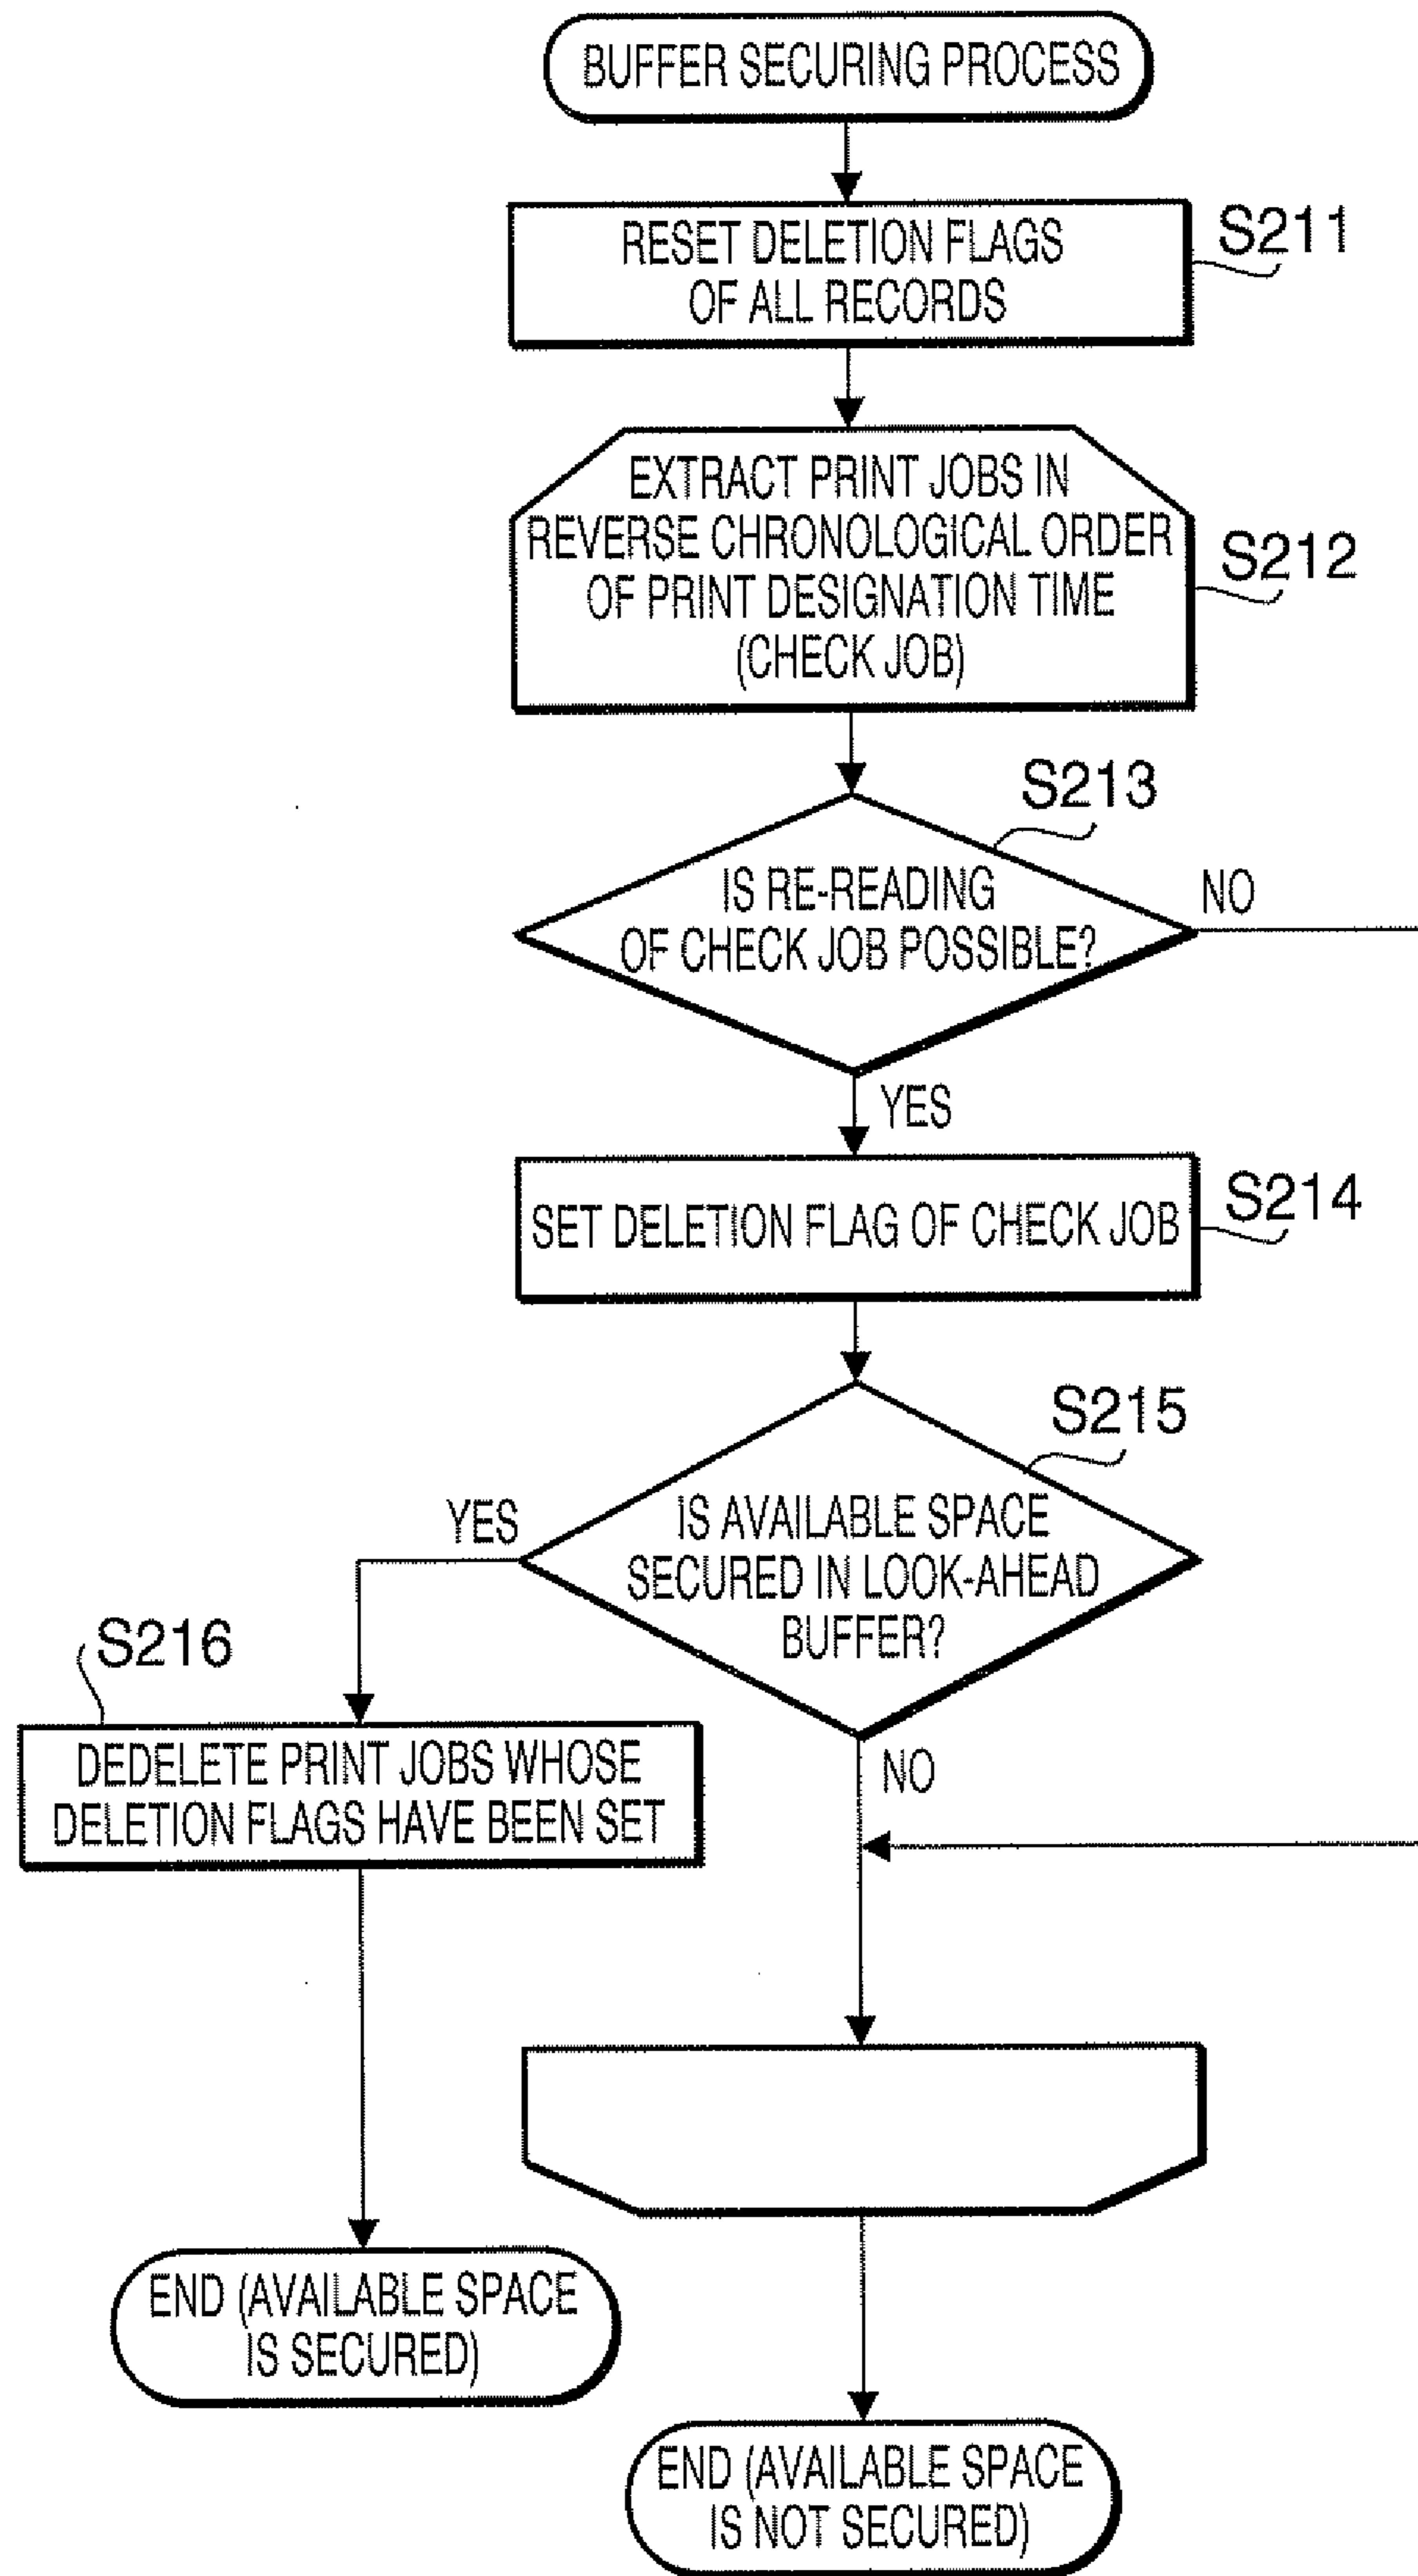 BUFFER SECURING PROCESS
RESET DELETION FLAGS
OF ALL RECORDS
S211
EXTRACT PRINT JOBS IN
REVERSE CHRONOLOGICAL ORDER
OF PRINT DESIGNATION TIME
(CHECK JOB)
S212
S213
IS RE-READING
OF CHECK JOB POSSIBLE?
NO
YES
SET DELETION FLAG OF CHECK JOB
S214
S215
IS AVAILABLE SPACE
SECURED IN LOOK-AHEAD
BUFFER?
YES
NO
S216
DEDELETE PRINT JOBS WHOSE
DELETION FLAGS HAVE BEEN SET
END (AVAILABLE SPACE
IS SECURED)
END (AVAILABLE SPACE
IS NOT SECURED)